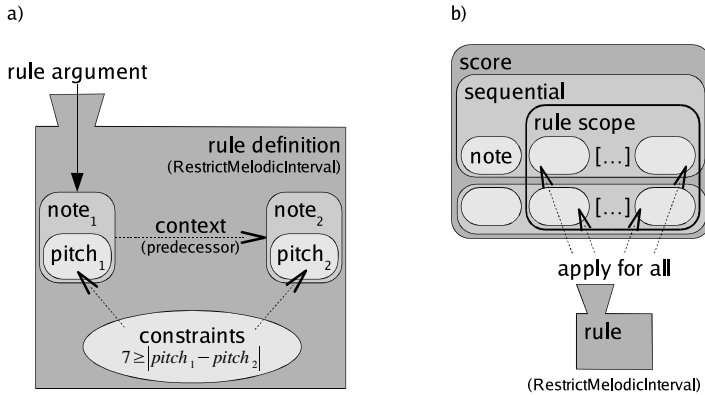 a)
rule argument
rule definition
(RestrictMelodicInterval)
note₁
pitch₁
context
(predecessor)
note₂
pitch₂
constraints
7 ≥ |pitch₁ − pitch₂|
b)
score
sequential
rule scope
note
[...]
[...]
apply for all
rule
(RestrictMelodicInterval)